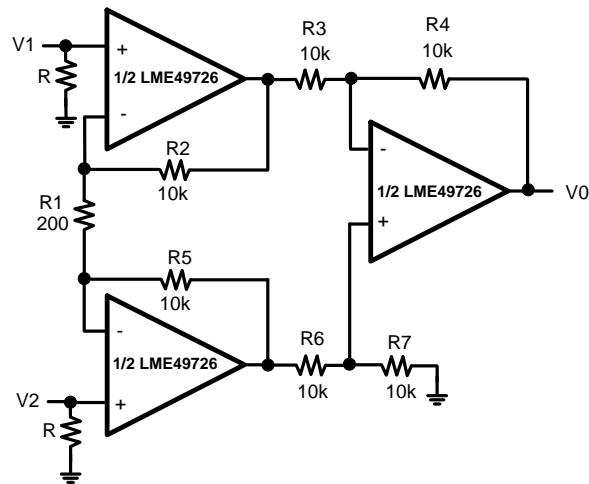 V1
R
+
1/2 LME49726
-
R2
10k
R1
200
R5
10k
-
1/2 LME49726
+
V2
R
R3
10k
R4
10k
-
1/2 LME49726
+
V0
R6
10k
R7
10k